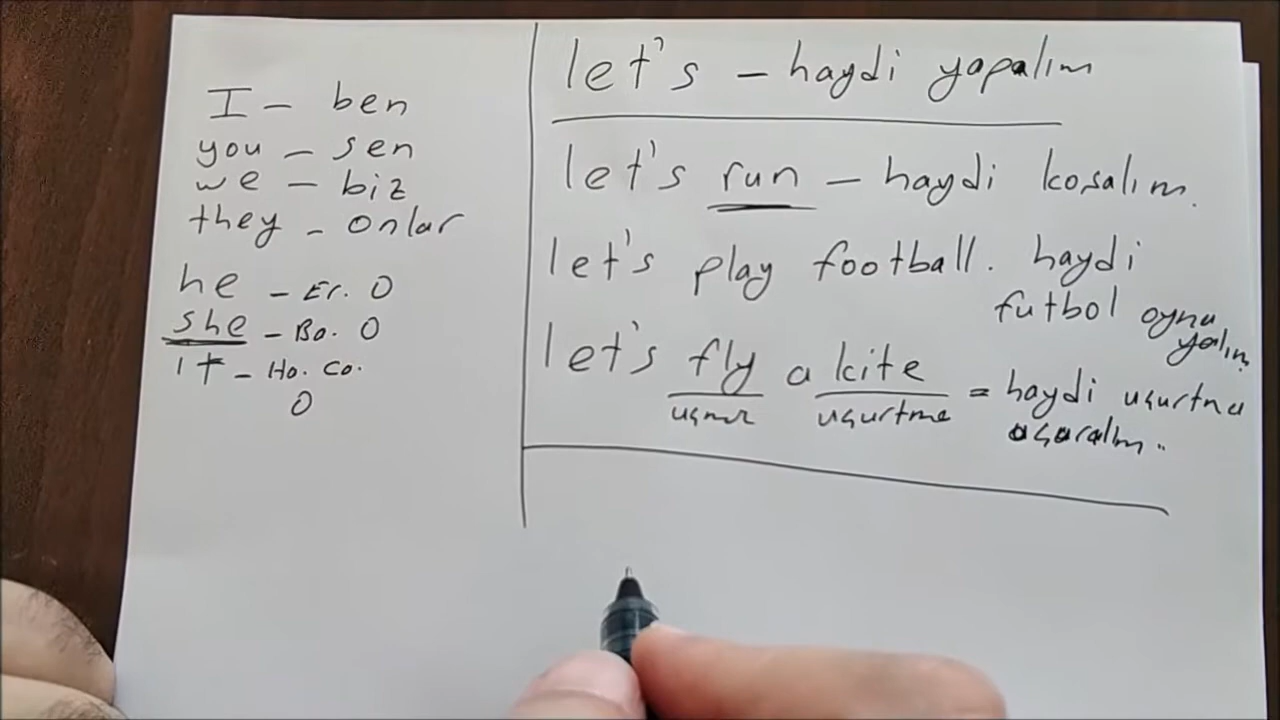 I - ben
you - sen
we - biz
they - onlar
he - Er. O
she - Ba. O
it - Ho. Co.
O
let's - haydi yapalım
let's run - haydi koşalım.
let's play football. haydi
futbol oyna
yalım
let's fly a kite = haydi uçurtma
uçmak uçurtma
uçuralım.